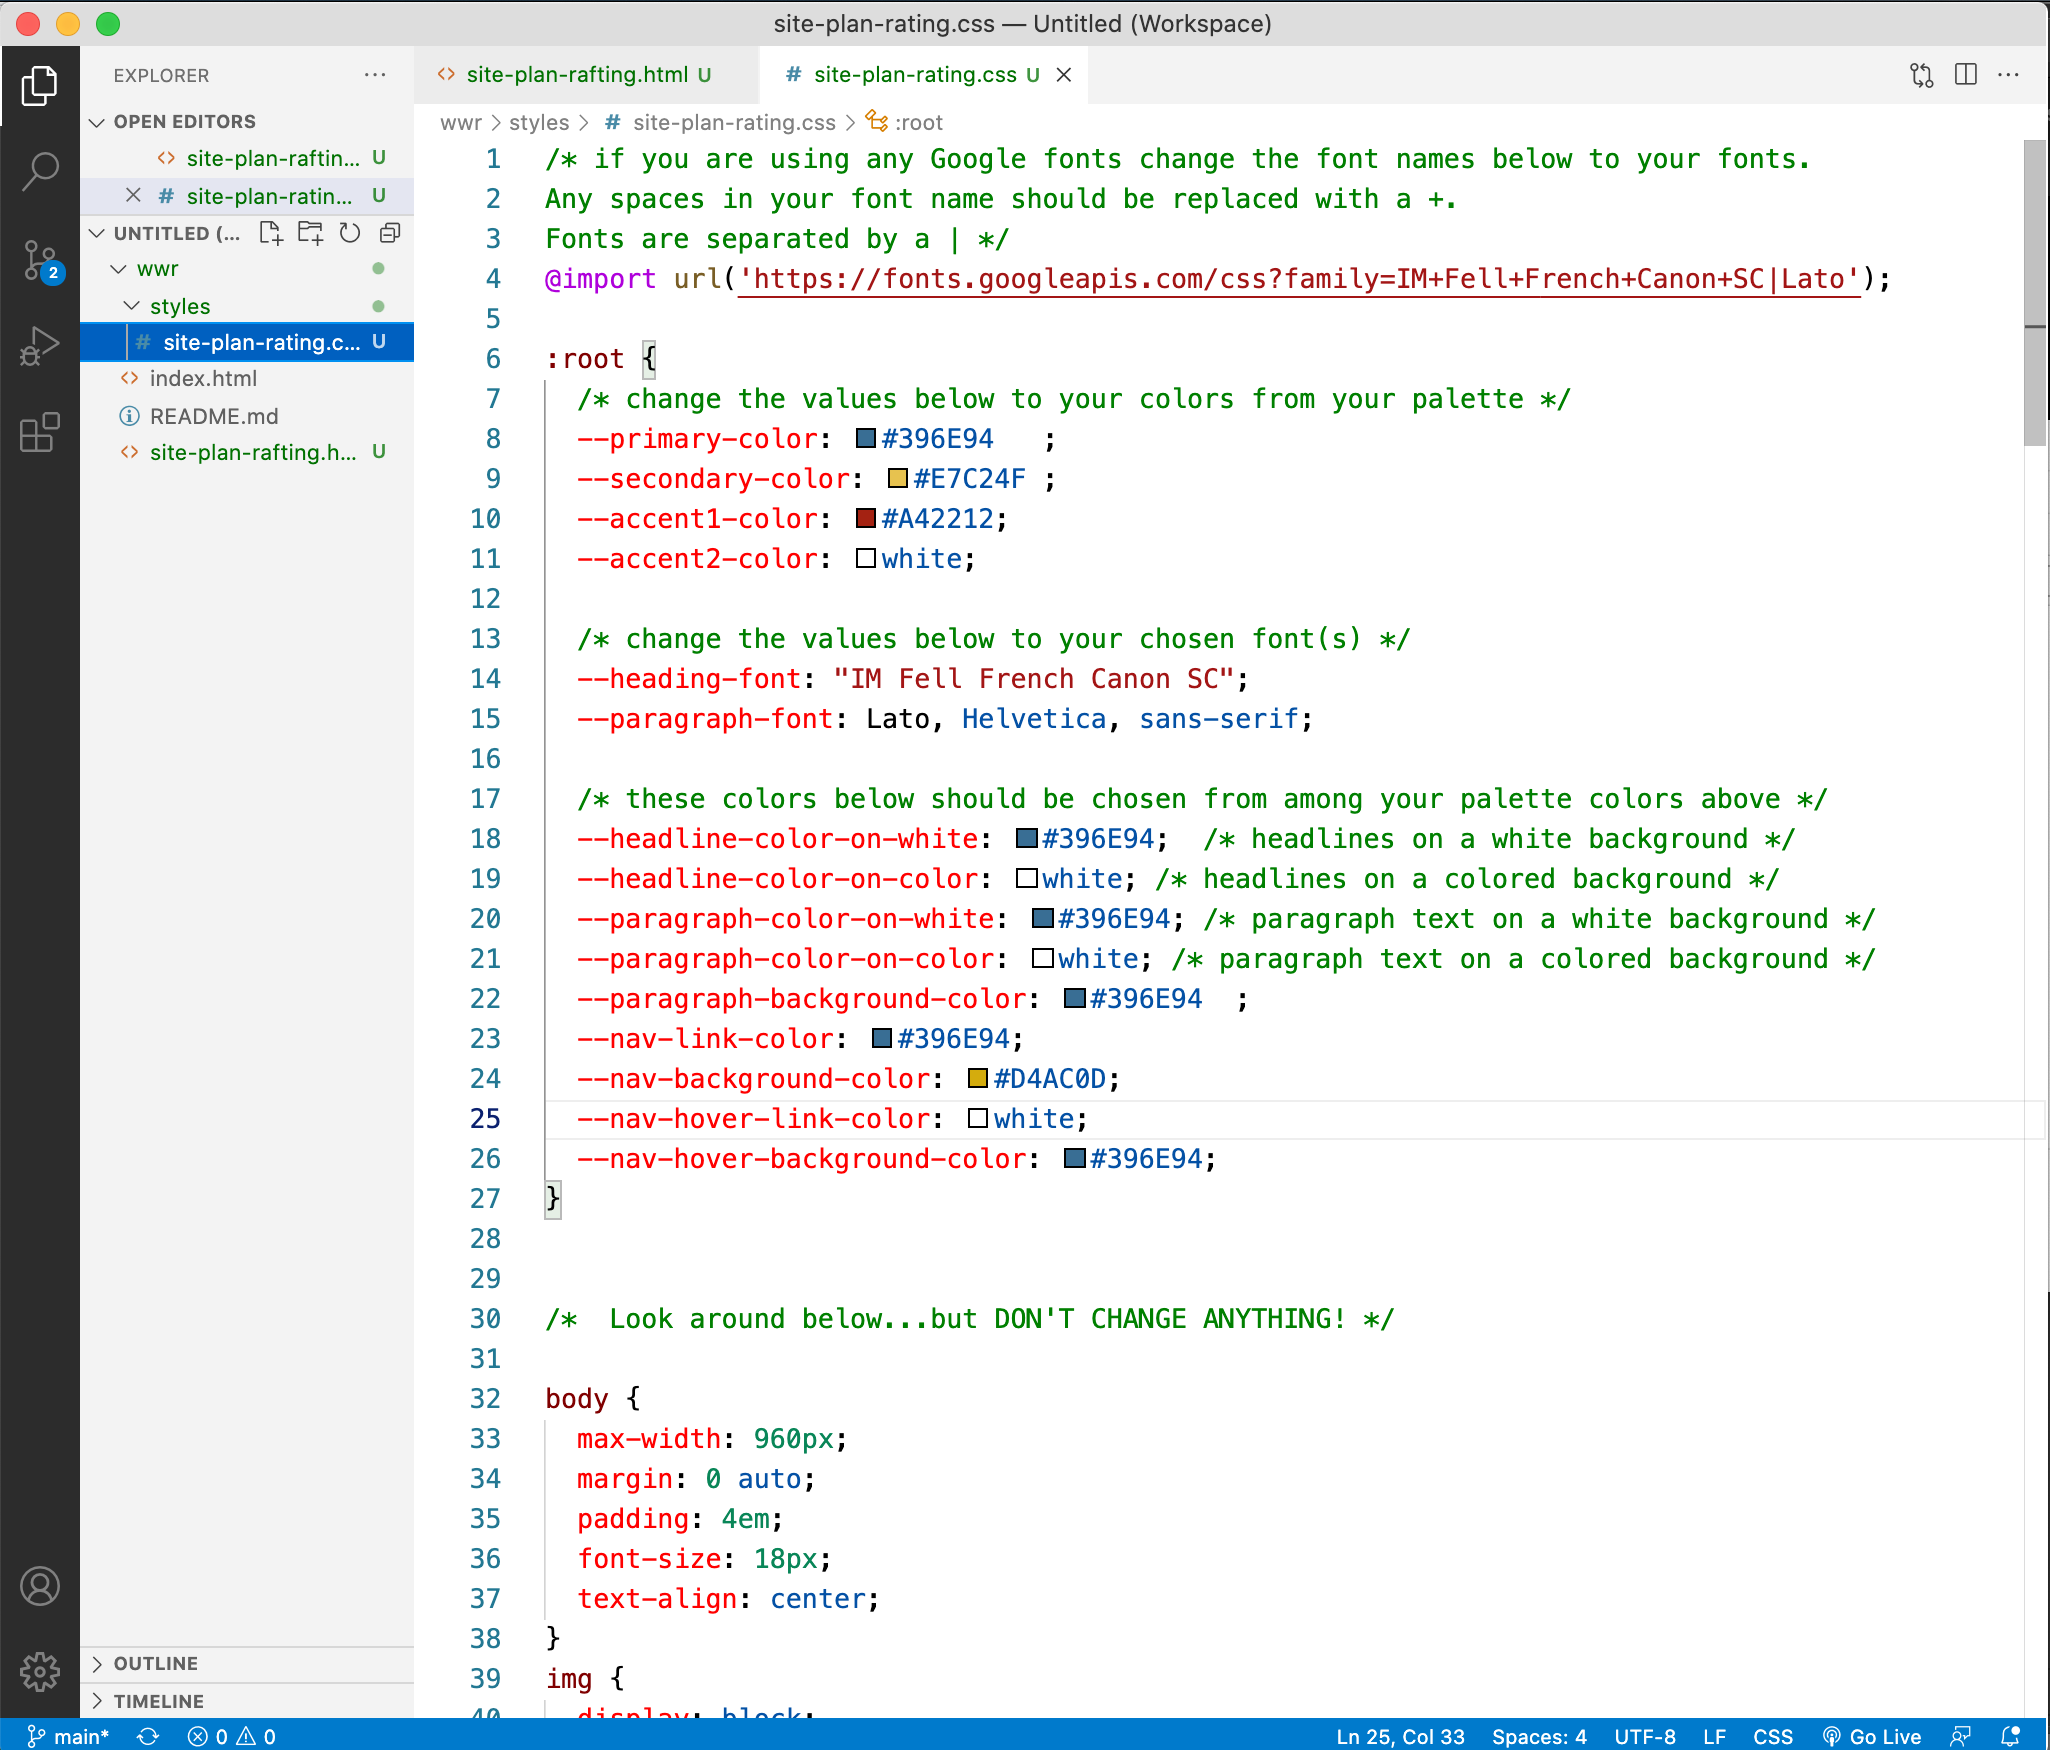 site-plan-rating.css — Untitled (Workspace)
EXPLORER
OPEN EDITORS
site-plan-raftin... U
site-plan-ratin... U
UNTITLED (...
wwr
styles
site-plan-rating.c... U
index.html
README.md
site-plan-rafting.h... U
OUTLINE
TIMELINE
2
site-plan-rafting.html U
# site-plan-rating.css U
wwr > styles > # site-plan-rating.css > :root
1 /* if you are using any Google fonts change the font names below to your fonts.
2 Any spaces in your font name should be replaced with a +.
3 Fonts are separated by a | */
4 @import url('https://fonts.googleapis.com/css?family=IM+Fell+French+Canon+SC|Lato');
5
6 :root {
7 /* change the values below to your colors from your palette */
8 --primary-color: #396E94 ;
9 --secondary-color: #E7C24F ;
10 --accent1-color: #A42212;
11 --accent2-color: white;
12
13 /* change the values below to your chosen font(s) */
14 --heading-font: "IM Fell French Canon SC";
15 --paragraph-font: Lato, Helvetica, sans-serif;
16
17 /* these colors below should be chosen from among your palette colors above */
18 --headline-color-on-white: #396E94; /* headlines on a white background */
19 --headline-color-on-color: white; /* headlines on a colored background */
20 --paragraph-color-on-white: #396E94; /* paragraph text on a white background */
21 --paragraph-color-on-color: white; /* paragraph text on a colored background */
22 --paragraph-background-color: #396E94 ;
23 --nav-link-color: #396E94;
24 --nav-background-color: #D4AC0D;
25 --nav-hover-link-color: white;
26 --nav-hover-background-color: #396E94;
27 }
28
29
30 /* Look around below...but DON'T CHANGE ANYTHING! */
31
32 body {
33 max-width: 960px;
34 margin: 0 auto;
35 padding: 4em;
36 font-size: 18px;
37 text-align: center;
38 }
39 img {
40 display: block;
main* 0 0 Ln 25, Col 33 Spaces: 4 UTF-8 LF CSS Go Live